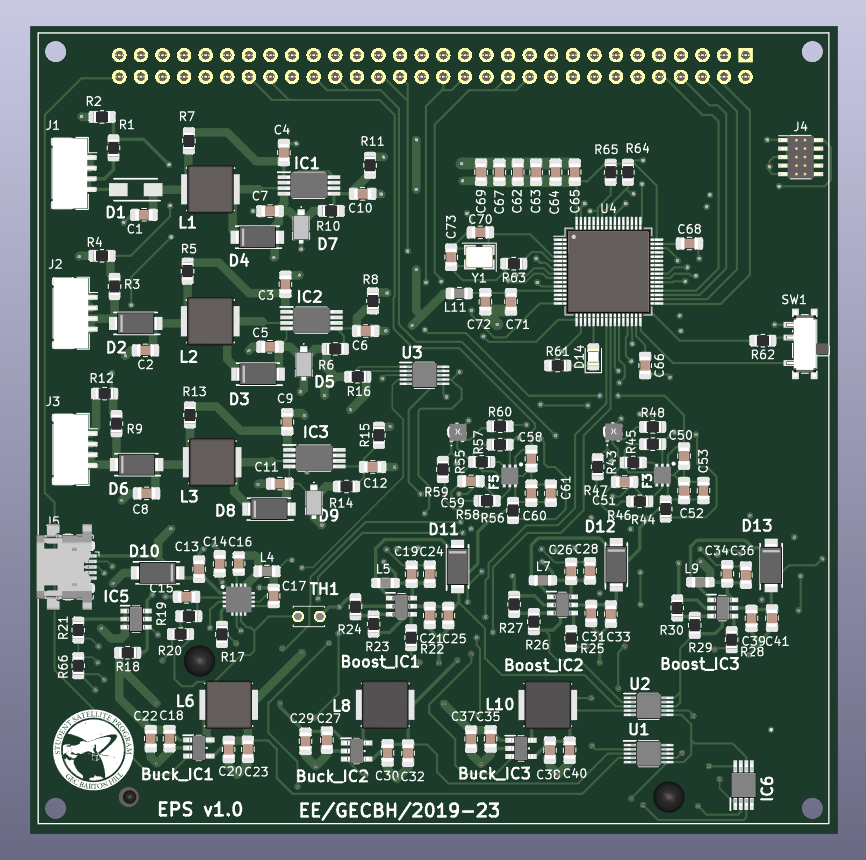 R2
J1
R1
R7
C4
IC1
R11
D1
C1
L1
C7
D4
R10
D7
C10
R65
R64
J4
C69
C67
C62
C63
C64
C65
U4
C70
C73
Y1
R63
C68
L11
C72
C71
R4
J2
R3
R5
C3
IC2
R8
D2
C2
L2
C5
D3
R6
D5
C6
R16
U3
SW1
R62
R61
D14
C66
R12
J3
R9
R13
C9
IC3
R15
D6
C8
L3
C11
D8
R14
D9
C12
R60
R57
R55
C58
R59
C59
F5
R58
R56
C60
C61
R48
R45
R43
C50
R47
C51
F3
R46
R44
C52
C53
J5
D10
C13
C14
C16
L4
C15
C17
IC5
R19
TH1
R21
R20
R17
R18
R66
D11
C19
C24
L5
R24
R23
C21
C25
R22
Boost_IC1
D12
C26
C28
L7
R27
R26
C31
C33
R25
Boost_IC2
D13
C34
C36
L9
R30
R29
C39
C41
R28
Boost_IC3
L6
C22
C18
C20
C23
Buck_IC1
L8
C29
C27
C30
C32
Buck_IC2
L10
C37
C35
C38
C40
Buck_IC3
U2
U1
IC6
STUDENT SATELLITE PROGRAM
GEC BARTON HILL
EPS v1.0
EE/GECBH/2019-23